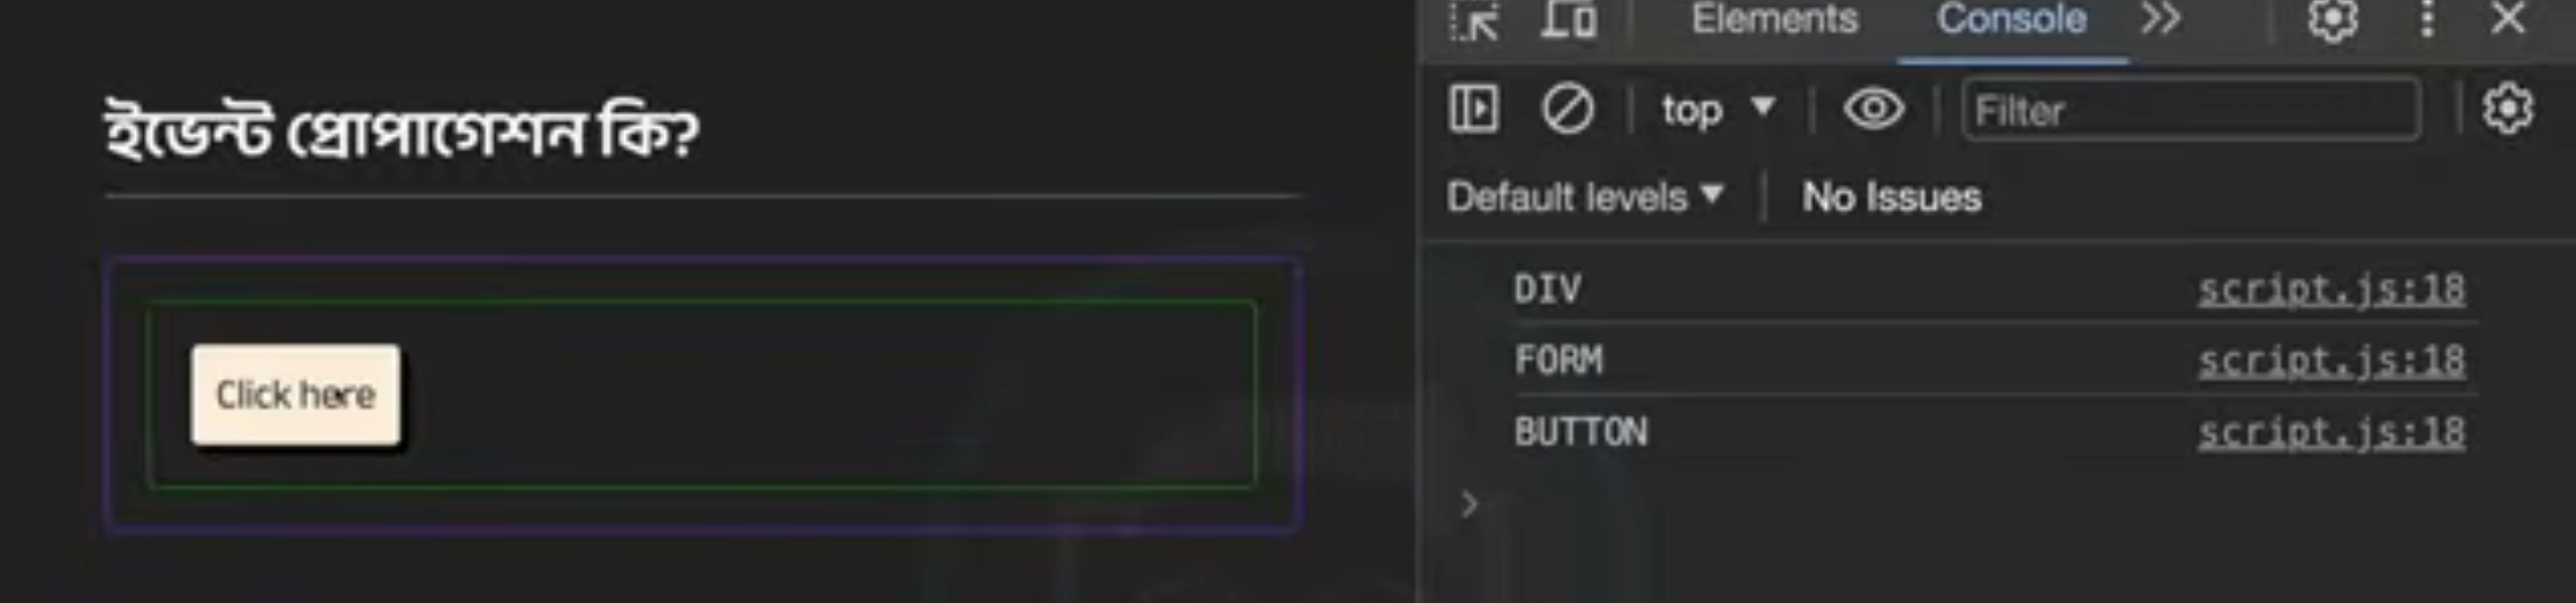 ইভেন্ট প্রোপাগেশন কি?
Click here
Elements Console
top Filter
Default levels No Issues
DIV script.js:18
FORM script.js:18
BUTTON script.js:18